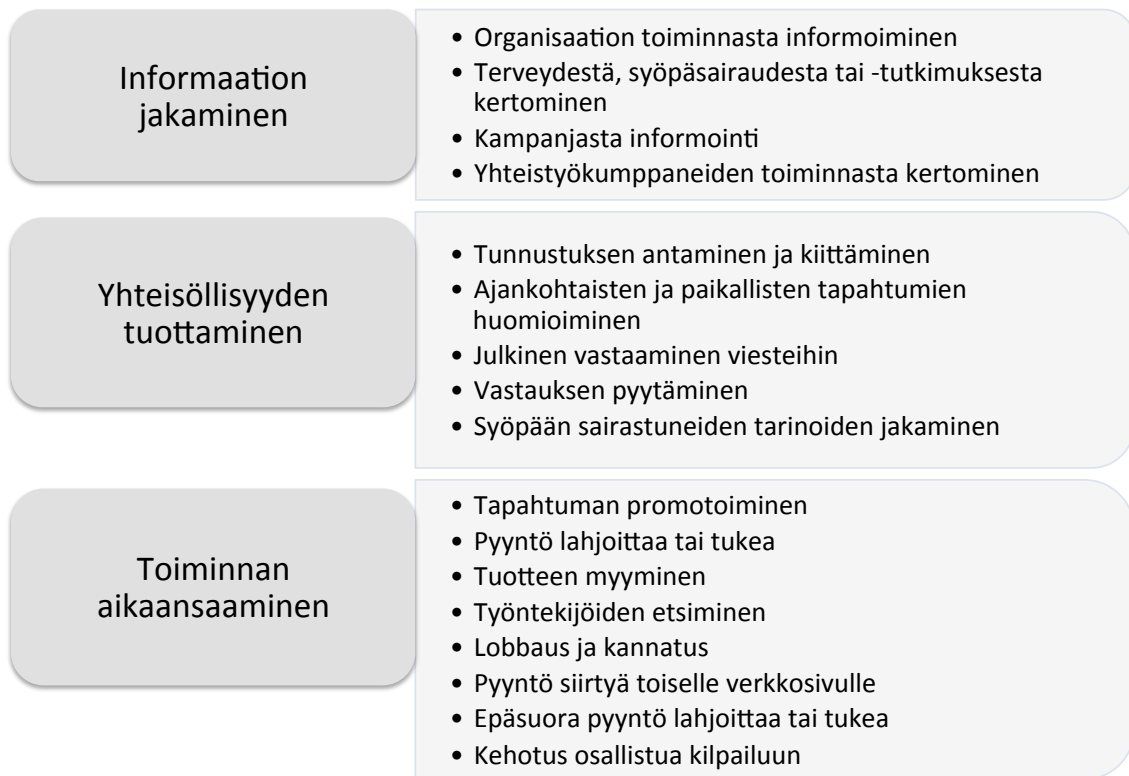 Informaation
jakaminen
• Organisaation toiminnasta informoiminen
• Terveydestä, syöpäsairaudesta tai -tutkimuksesta
kertominen
• Kampanjasta informointi
• Yhteistyökumppaneiden toiminnasta kertominen
Yhteisöllisyyden
tuottaminen
• Tunnustuksen antaminen ja kiittäminen
• Ajankohtaisten ja paikallisten tapahtumien
huomioiminen
• Julkinen vastaaminen viesteihin
• Vastauksen pyytäminen
• Syöpään sairastuneiden tarinoiden jakaminen
Toiminnan
aikaansaaminen
• Tapahtuman promotoiminen
• Pyyntö lahjoittaa tai tukea
• Tuotteen myyminen
• Työntekijöiden etsiminen
• Lobbaus ja kannatus
• Pyyntö siirtyä toiselle verkkosivulle
• Epäsuora pyyntö lahjoittaa tai tukea
• Kehotus osallistua kilpailuun